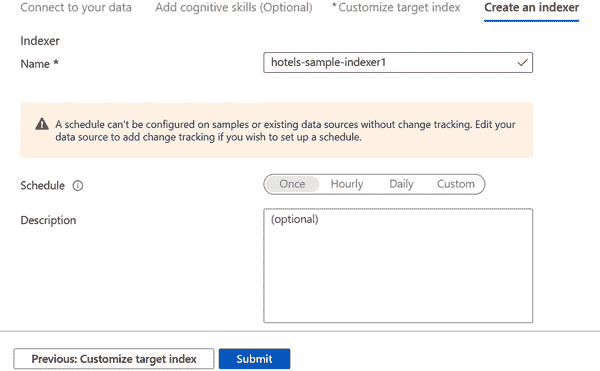 Connect to your data Add cognitive skills (Optional) * Customize target index Create an indexer
Indexer
Name * hotels-sample-indexer1
A schedule can't be configured on samples or existing data sources without change tracking. Edit your
data source to add change tracking if you wish to set up a schedule.
Schedule Once Hourly Daily Custom
Description (optional)
Previous: Customize target index Submit